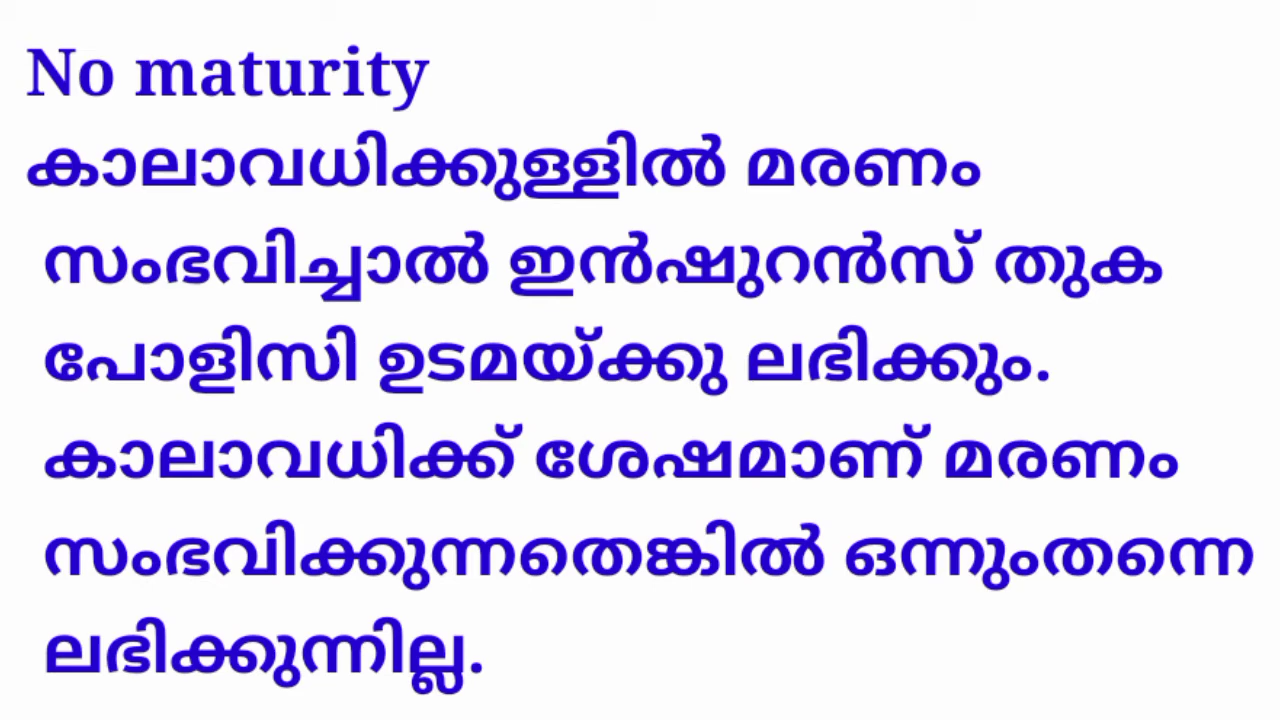 No maturity
കാലാവധിക്കുള്ളിൽ മരണം
സംഭവിച്ചാൽ ഇൻഷുറൻസ് തുക
പോളിസി ഉടമയ്ക്കു ലഭിക്കും.
കാലാവധിക്ക് ശേഷമാണ് മരണം
സംഭവിക്കുന്നതെങ്കിൽ ഒന്നുംതന്നെ
ലഭിക്കുന്നില്ല.